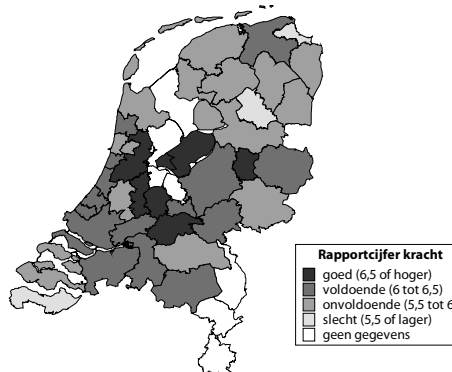 Rapportcijfer kracht
goed (6,5 of hoger)
voldoende (6 tot 6,5)
onvoldoende (5,5 tot 6
slecht (5,5 of lager)
geen gegevens